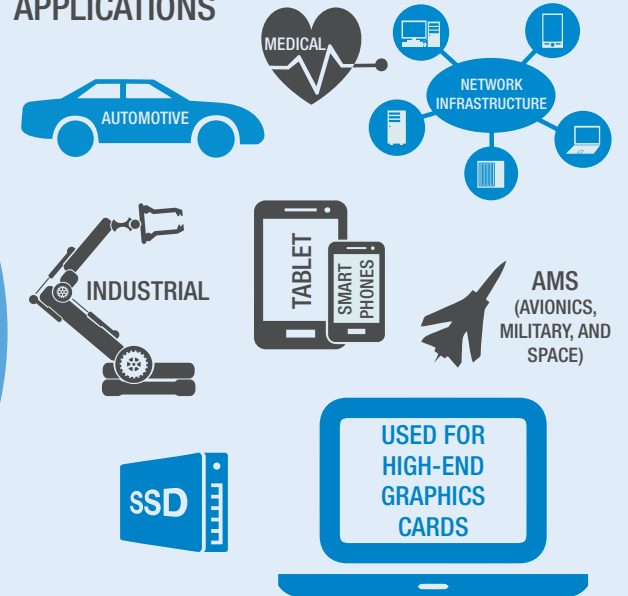 APPLICATIONS
MEDICAL
AUTOMOTIVE
NETWORK
INFRASTRUCTURE
INDUSTRIAL
TABLET
SMART
PHONES
AMS
(AVIONICS,
MILITARY, AND
SPACE)
SSD
USED FOR
HIGH-END
GRAPHICS
CARDS